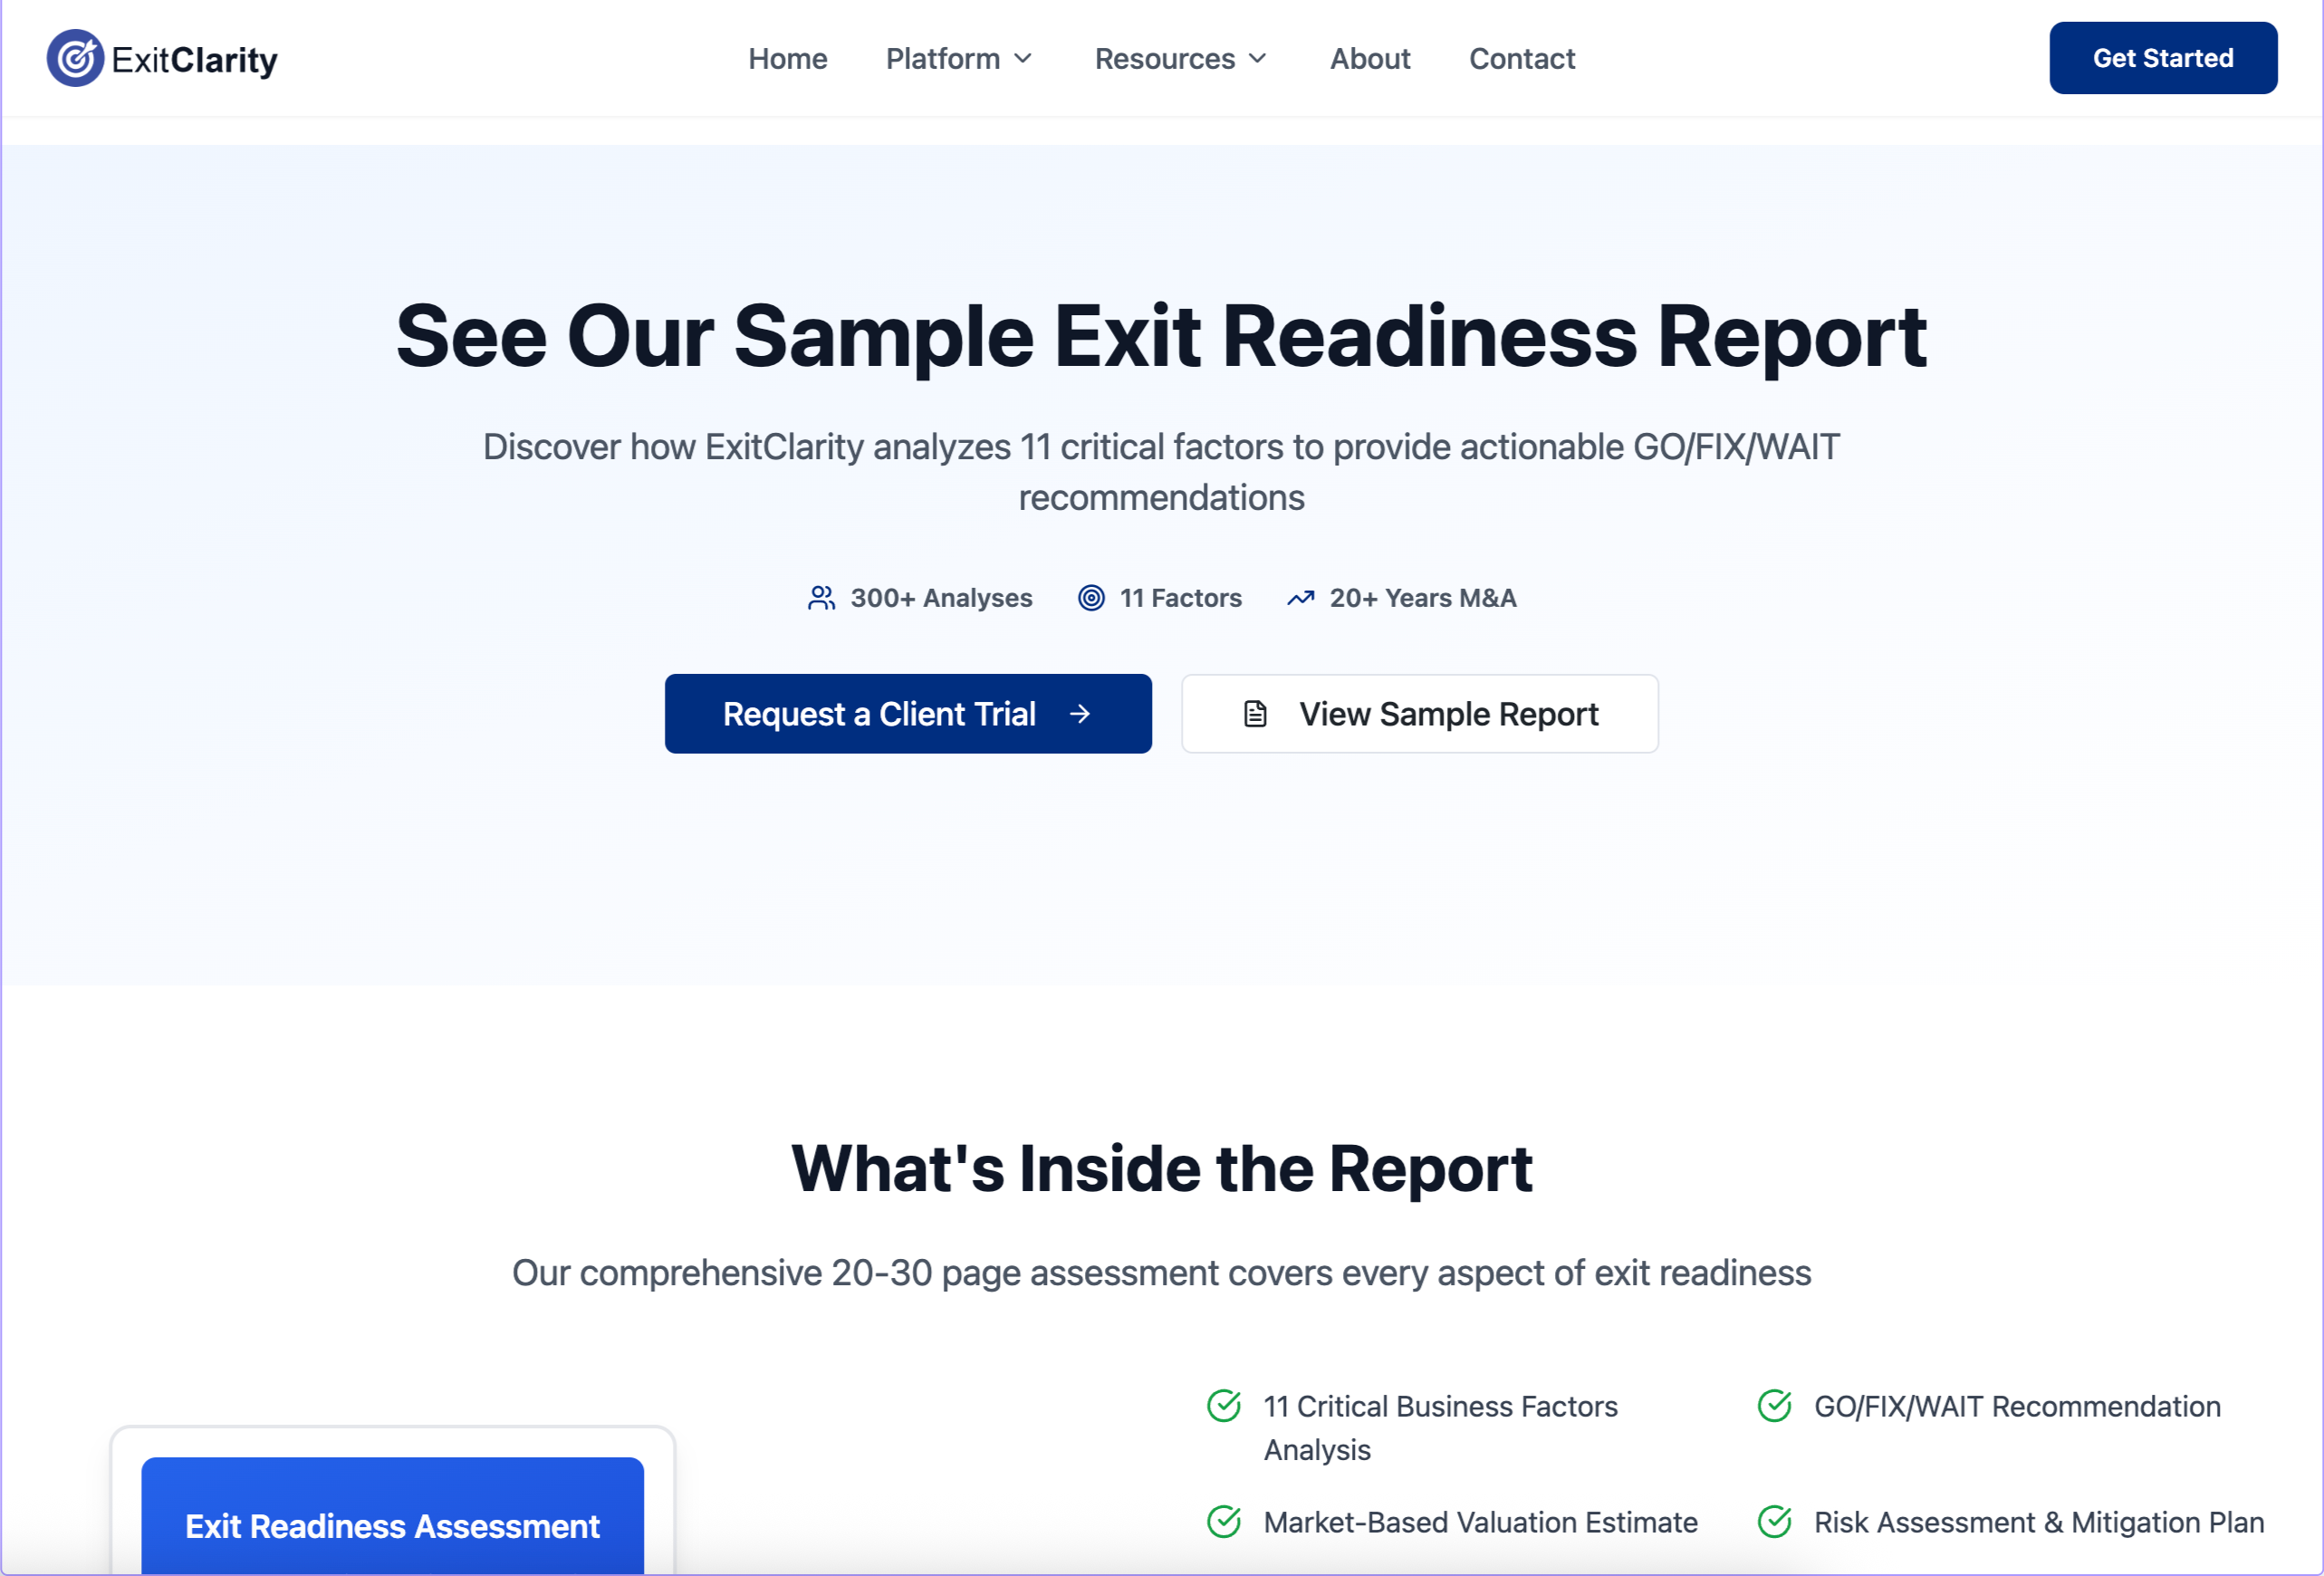 ExitClarity
Home
Platform
Resources
About
Contact
Get Started
See Our Sample Exit Readiness Report
Discover how ExitClarity analyzes 11 critical factors to provide actionable GO/FIX/WAIT
recommendations
300+ Analyses
11 Factors
20+ Years M&A
Request a Client Trial
View Sample Report
What's Inside the Report
Our comprehensive 20-30 page assessment covers every aspect of exit readiness
Exit Readiness Assessment
11 Critical Business Factors
Analysis
GO/FIX/WAIT Recommendation
Market-Based Valuation Estimate
Risk Assessment & Mitigation Plan